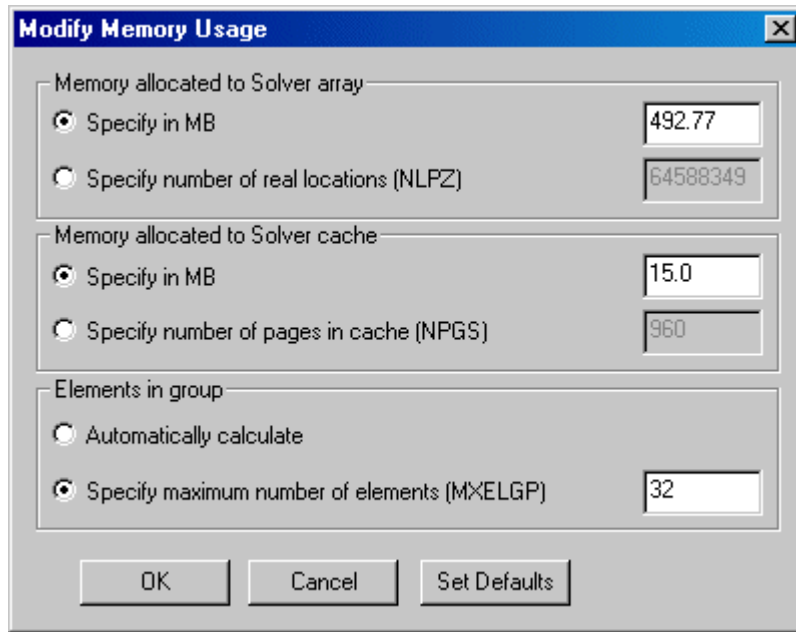 Modify Memory Usage
Memory allocated to Solver array
Specify in MB 492.77
Specify number of real locations (NLPZ) 64588349
Memory allocated to Solver cache
Specify in MB 15.0
Specify number of pages in cache (NPGS) 960
Elements in group
Automatically calculate
Specify maximum number of elements (MXELGP) 32
OK Cancel Set Defaults